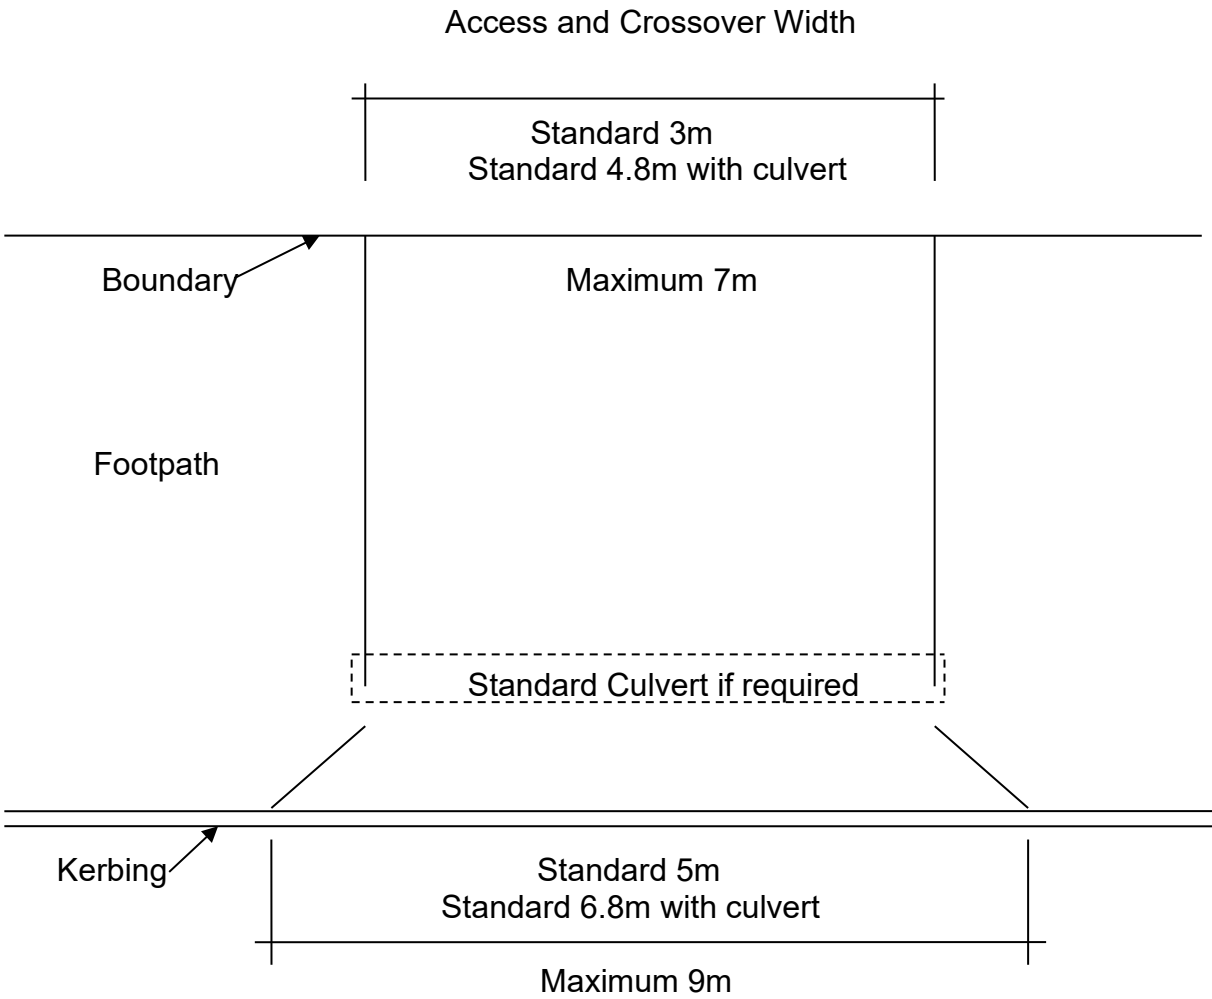 Access and Crossover Width
Standard 3m
Standard 4.8m with culvert
Boundary
Maximum 7m
Footpath
Standard Culvert if required
Kerbing
Standard 5m
Standard 6.8m with culvert
Maximum 9m